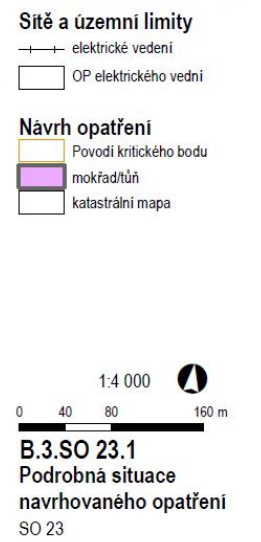 Sítě a územní limity
elektrické vedení
OP elektrického vední
Návrh opatření
Povodí kritického bodu
mokřad/tůň
katastrální mapa
1:4 000
0 40 80 160 m
B.3.SO 23.1
Podrobná situace
navrhovaného opatření
SO 23